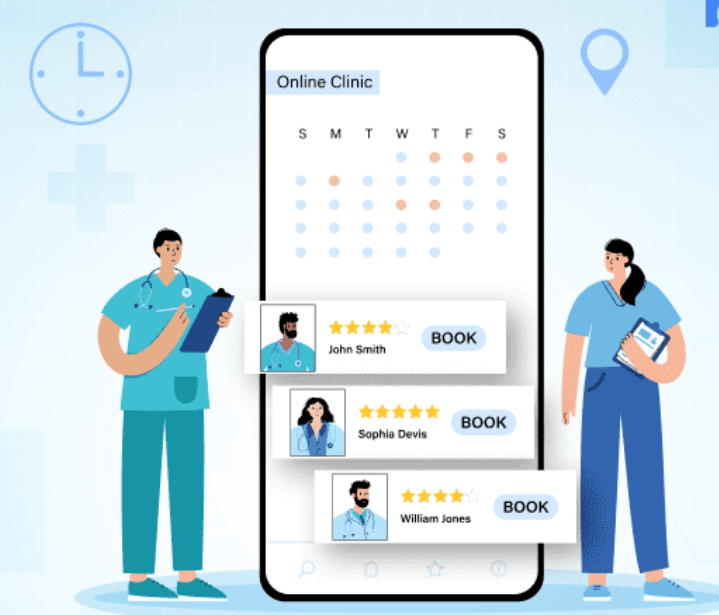 Online Clinic
S M T W T F S
John Smith
BOOK
Sophia Devis
BOOK
William Jones
BOOK